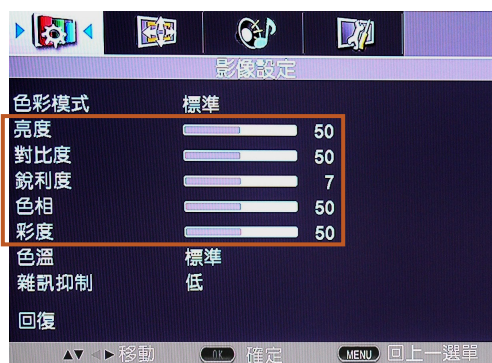 影像設定
色彩模式 標準
亮度 50
對比度 50
銳利度 7
色相 50
彩度 50
色溫 標準
雜訊抑制 低
回復
▲▼◀▶移動 OK 確定 MENU 回上一選單